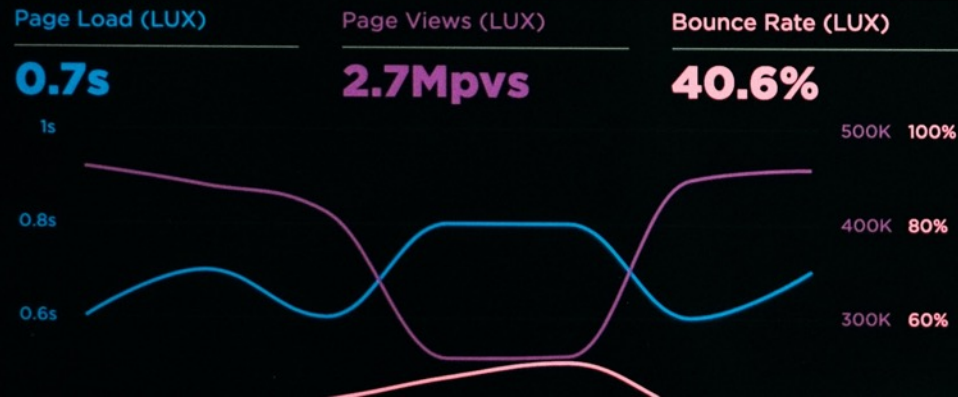 Page Load (LUX)
0.7s
Page Views (LUX)
2.7Mpvs
Bounce Rate (LUX)
40.6%
1s
500K 100%
0.8s
400K 80%
0.6s
300K 60%